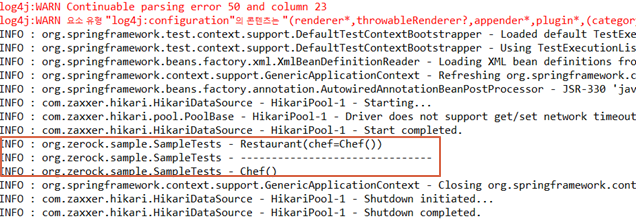 log4j:WARN Continuable parsing error 50 and column 23
log4j:WARN 요소 유형 "log4j:configuration"의 콘텐츠는 "(renderer*,throwableRenderer?,appender*,plugin*,(catego
INFO : org.springframework.test.context.support.DefaultTestContextBootstrapper - Loaded default TestExec
INFO : org.springframework.test.context.support.DefaultTestContextBootstrapper - Using TestExecutionList
INFO : org.springframework.beans.factory.xml.XmlBeanDefinitionReader - Loading XML bean definitions from
INFO : org.springframework.context.support.GenericApplicationContext - Refreshing org.springframework.co
INFO : org.springframework.beans.factory.annotation.AutowiredAnnotationBeanPostProcessor - JSR-330 'java
INFO : com.zaxxer.hikari.HikariDataSource - HikariPool-1 - Starting...
INFO : com.zaxxer.hikari.pool.PoolBase - HikariPool-1 - Driver does not support get/set network timeout
INFO : com.zaxxer.hikari.HikariDataSource - HikariPool-1 - Start completed.
INFO : org.zerock.sample.SampleTests - Restaurant(chef=Chef())
INFO : org.zerock.sample.SampleTests - -------------------------------
INFO : org.zerock.sample.SampleTests - Chef()
INFO : org.springframework.context.support.GenericApplicationContext - Closing org.springframework.cont
INFO : com.zaxxer.hikari.HikariDataSource - HikariPool-1 - Shutdown initiated...
INFO : com.zaxxer.hikari.HikariDataSource - HikariPool-1 - Shutdown completed.